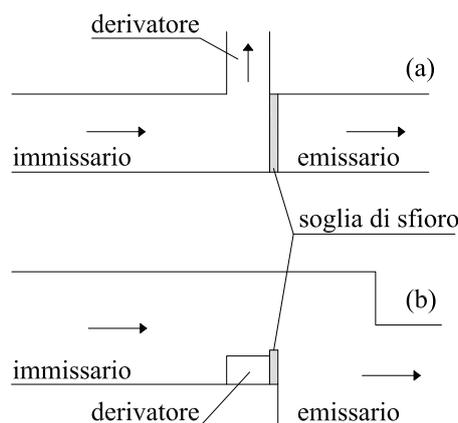 derivatore
(a)
immissario
emissario
soglia di sfioro
(b)
immissario
derivatore
emissario